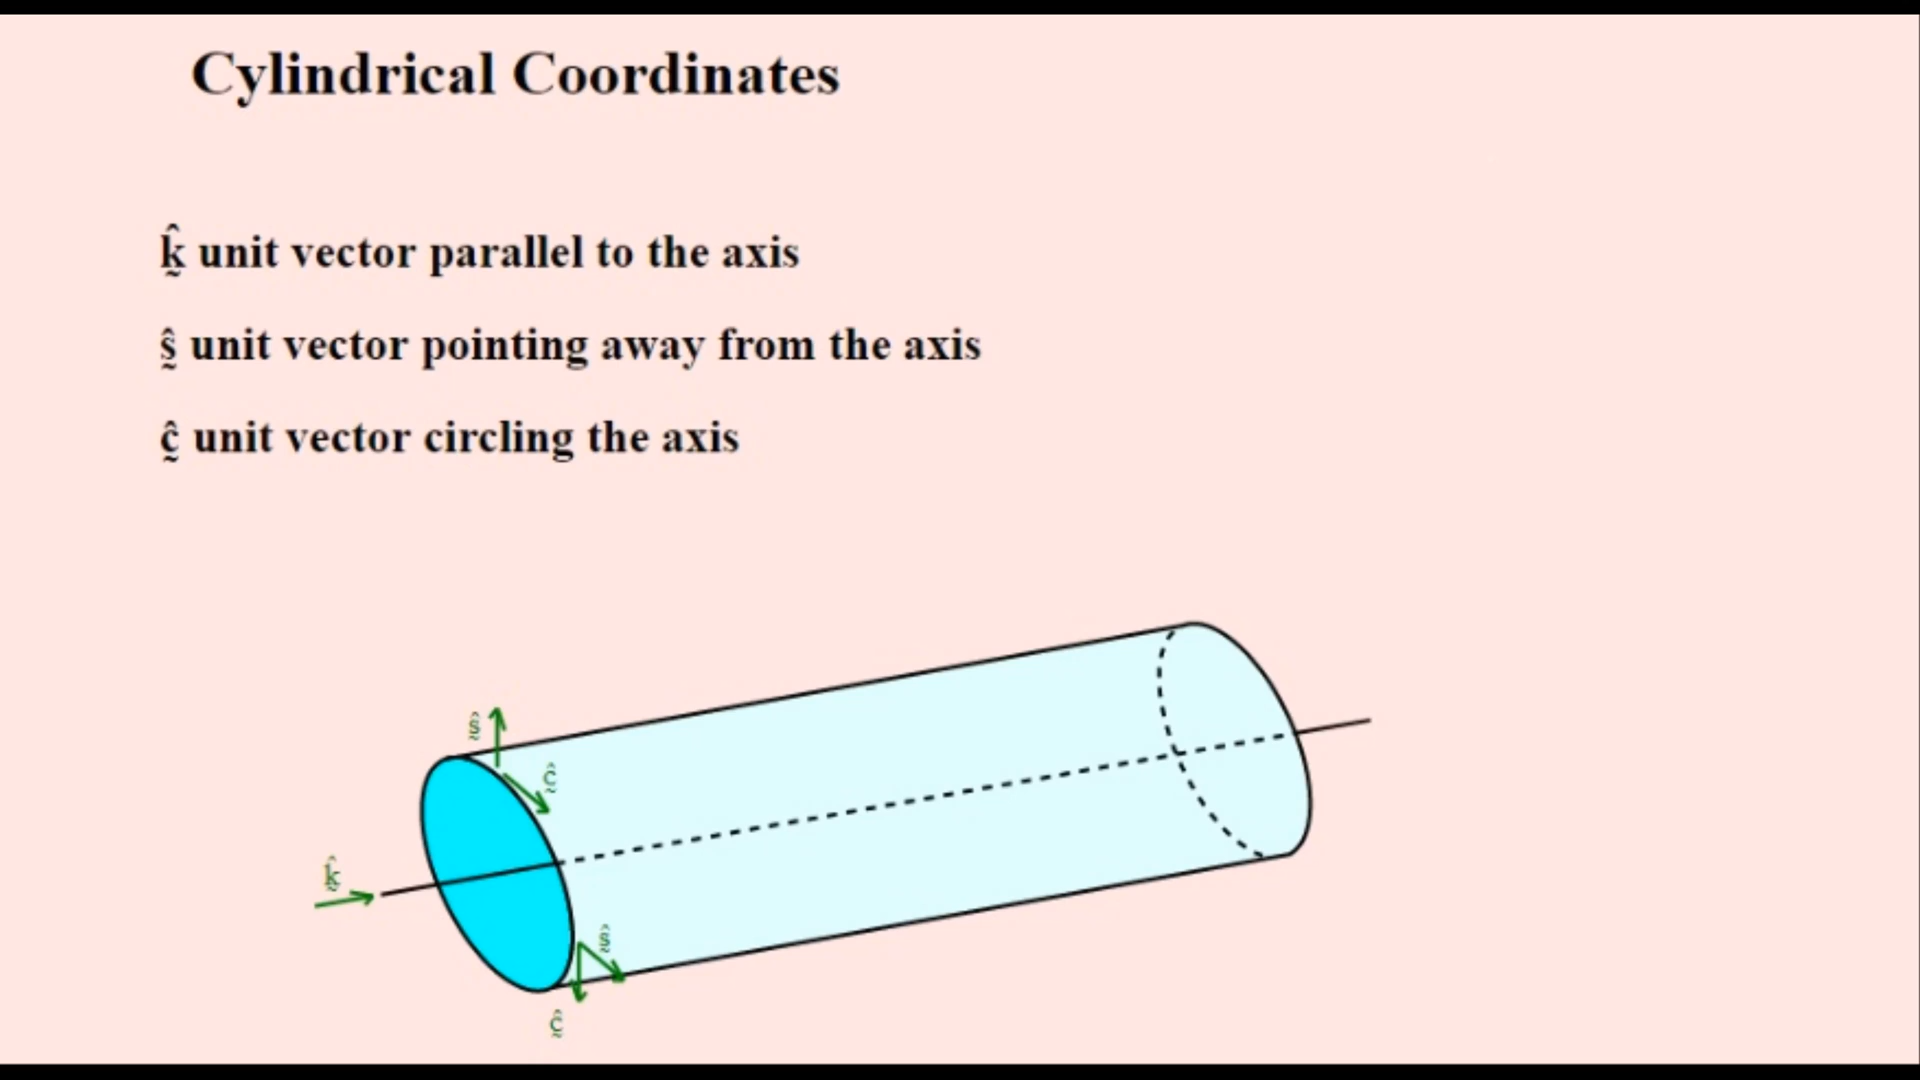 Cylindrical Coordinates
k̰̂ unit vector parallel to the axis
ŝ̰ unit vector pointing away from the axis
ĉ̰ unit vector circling the axis
ŝ̰
ĉ̰
k̰̂
ŝ̰
ĉ̰